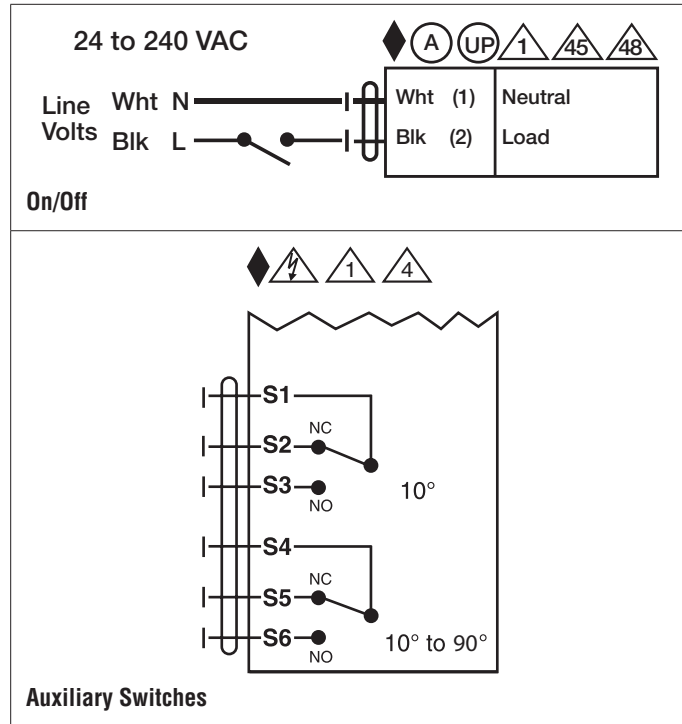 24 to 240 VAC
A UP 1 45 48
Line Volts
Wht N
Blk L
Wht (1) Neutral
Blk (2) Load
On/Off
1 4
S1
NC
S2
S3
NO
10°
S4
NC
S5
S6
NO
10° to 90°
Auxiliary Switches